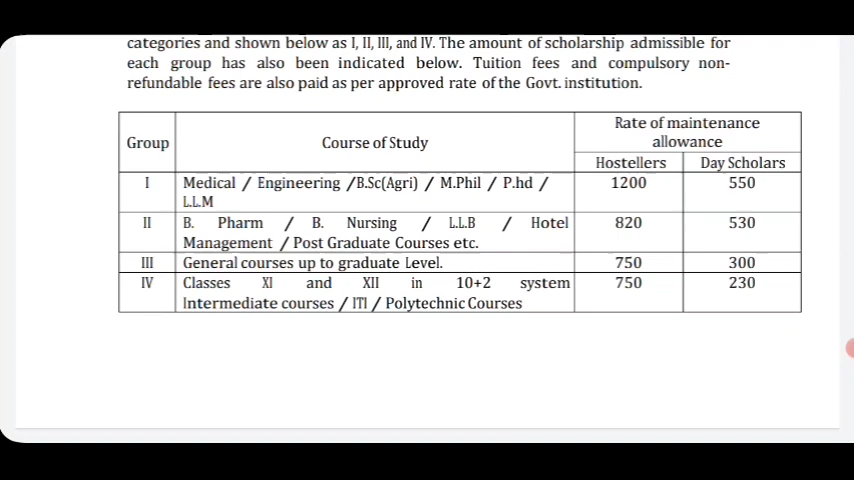 categories and shown below as I, II, III, and IV. The amount of scholarship admissible for
each group has also been indicated below. Tuition fees and compulsory non-
refundable fees are also paid as per approved rate of the Govt. institution.
Group Course of Study Rate of maintenance
allowance
Hostellers Day Scholars
I Medical / Engineering /B.Sc(Agri) / M.Phil / P.hd / 1200 550
L.L.M
II B. Pharm / B. Nursing / L.L.B / Hotel 820 530
Management / Post Graduate Courses etc.
III General courses up to graduate Level. 750 300
IV Classes XI and XII in 10+2 system 750 230
Intermediate courses / ITI / Polytechnic Courses